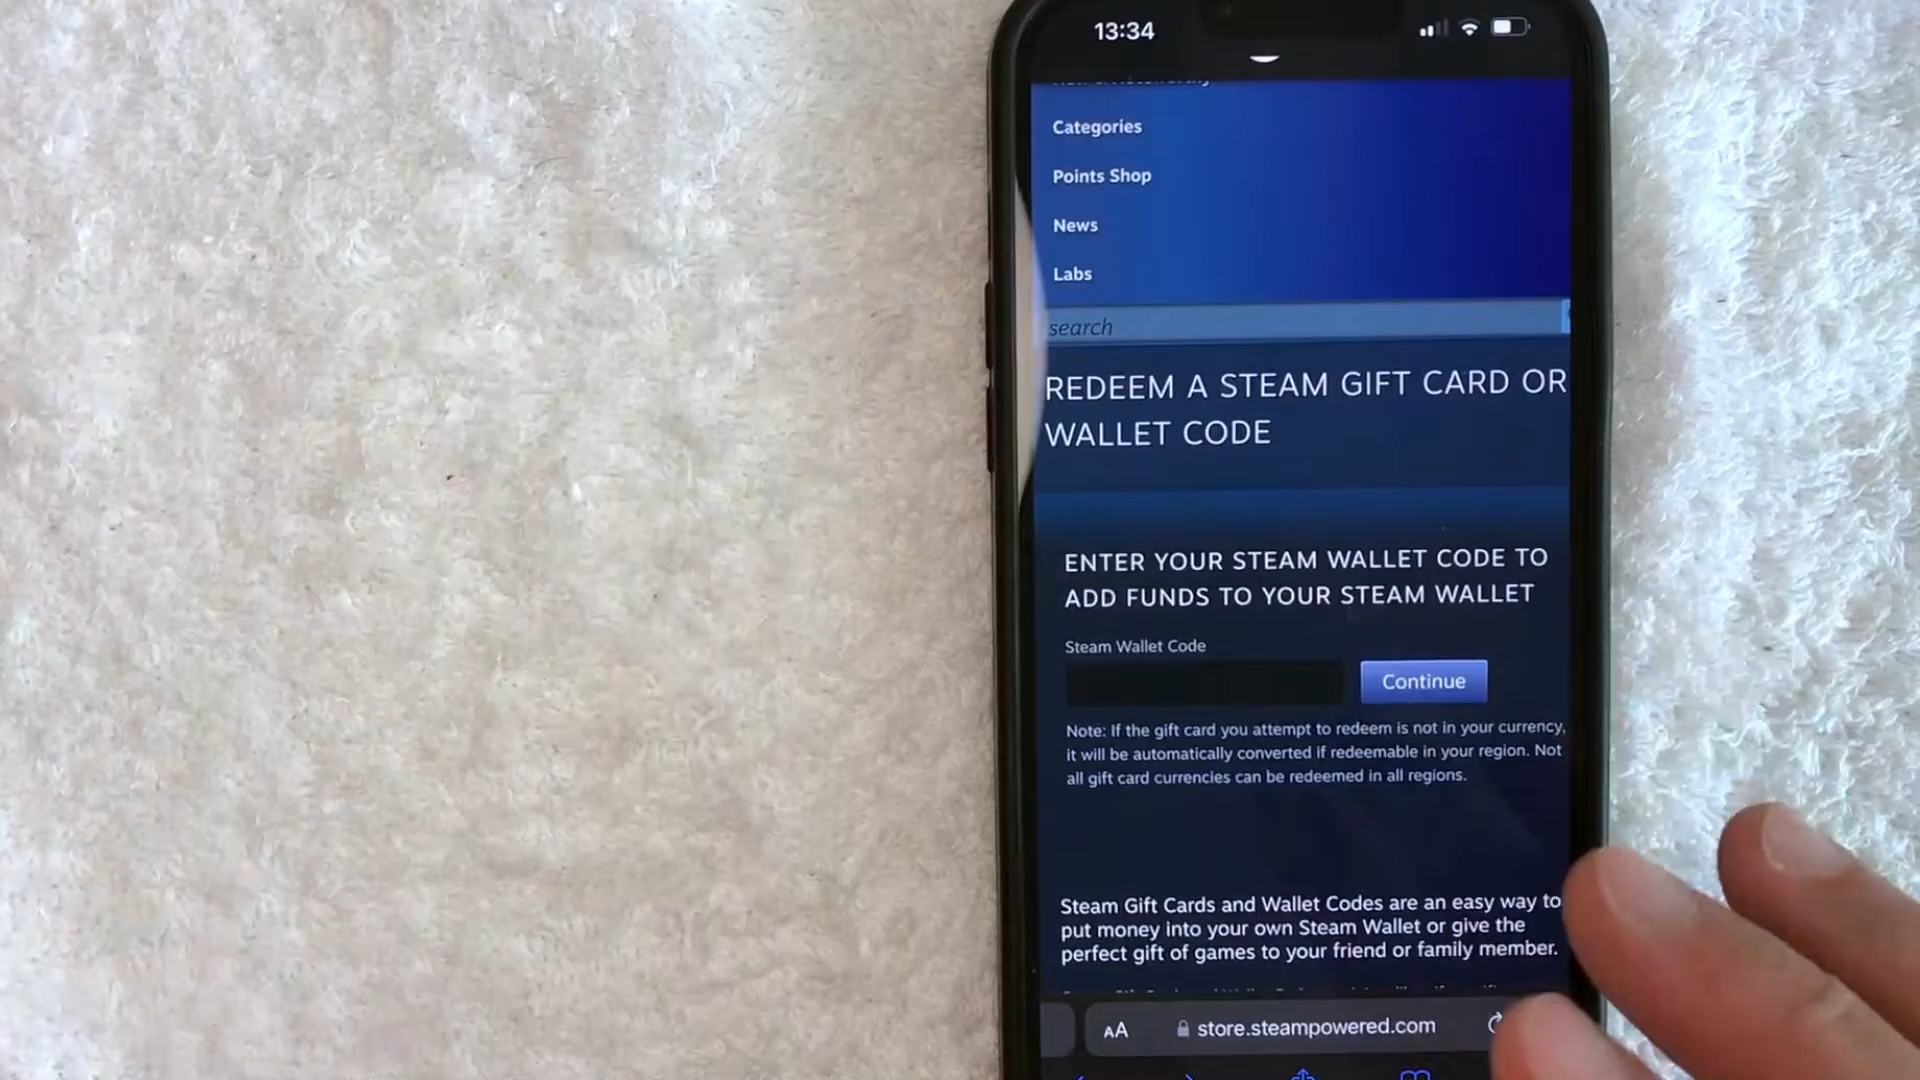 13:34
Categories
Points Shop
News
Labs
search
REDEEM A STEAM GIFT CARD OR
WALLET CODE
ENTER YOUR STEAM WALLET CODE TO
ADD FUNDS TO YOUR STEAM WALLET
Steam Wallet Code
Continue
Note: If the gift card you attempt to redeem is not in your currency,
it will be automatically converted if redeemable in your region. Not
all gift card currencies can be redeemed in all regions.
Steam Gift Cards and Wallet Codes are an easy way to
put money into your own Steam Wallet or give the
perfect gift of games to your friend or family member.
AA store.steampowered.com